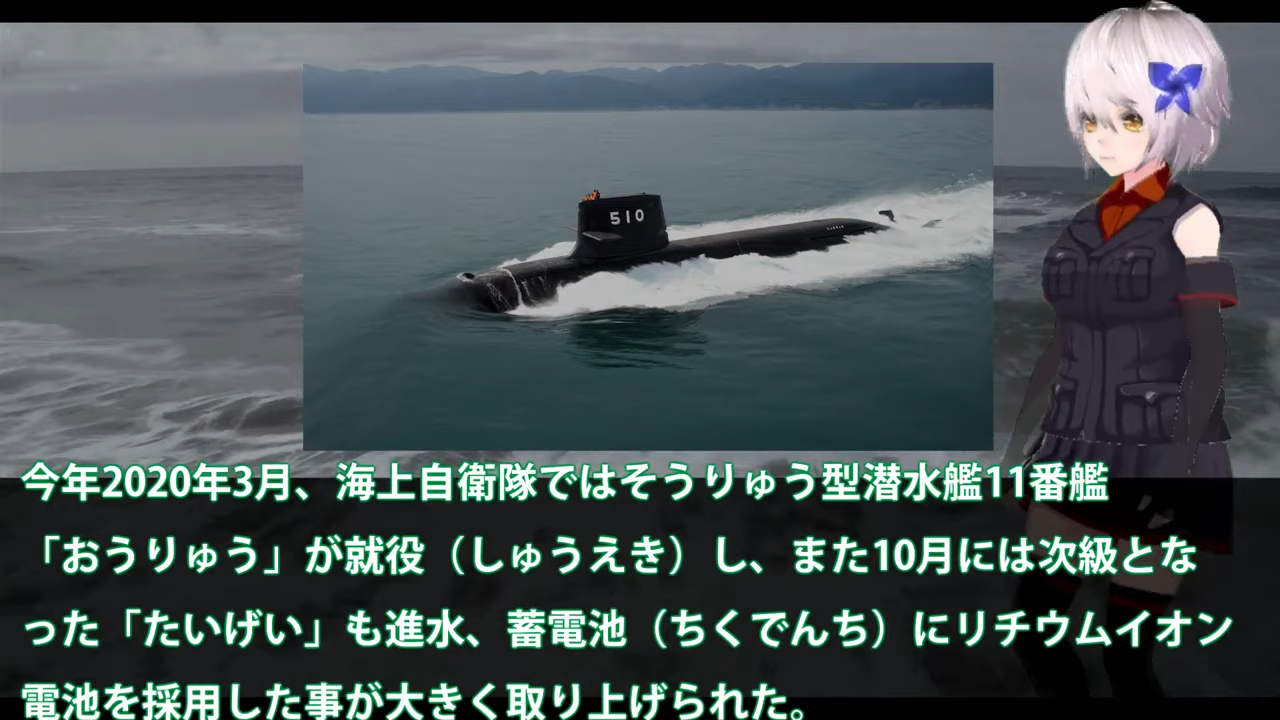 510
今年2020年3月、海上自衛隊ではそうりゅう型潜水艦11番艦
「おうりゅう」が就役（しゅうえき）し、また10月には次級とな
った「たいげい」も進水、蓄電池（ちくでんち）にリチウムイオン
電池を採用した事が大きく取り上げられた。